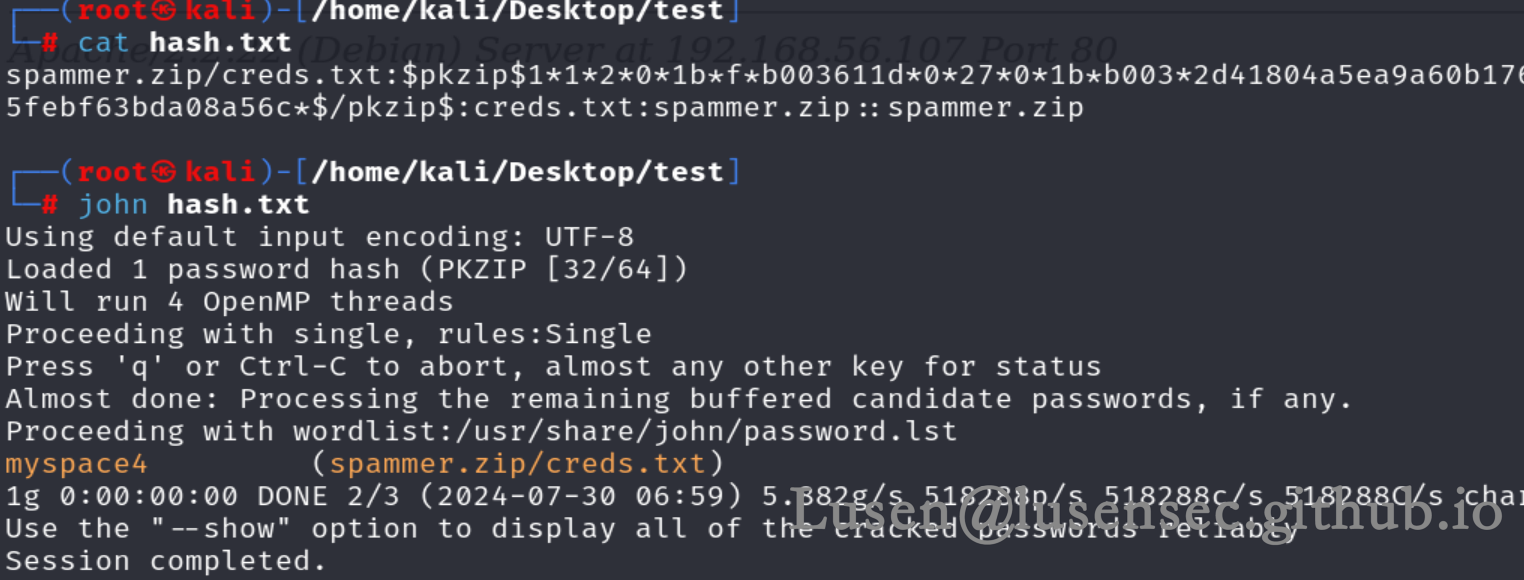 ┌──(root㉿kali)-[/home/kali/Desktop/test]
└─# cat hash.txt
Apache/2.2.22 (Debian) Server at 192.168.56.107 Port 80
spammer.zip/creds.txt:$pkzip$1*1*2*0*1b*f*b003611d*0*27*0*1b*b003*2d41804a5ea9a60b176
5febf63bda08a56c*$/pkzip$:creds.txt:spammer.zip::spammer.zip
┌──(root㉿kali)-[/home/kali/Desktop/test]
└─# john hash.txt
Using default input encoding: UTF-8
Loaded 1 password hash (PKZIP [32/64])
Will run 4 OpenMP threads
Proceeding with single, rules:Single
Press 'q' or Ctrl-C to abort, almost any other key for status
Almost done: Processing the remaining buffered candidate passwords, if any.
Proceeding with wordlist:/usr/share/john/password.lst
myspace4         (spammer.zip/creds.txt)
1g 0:00:00:00 DONE 2/3 (2024-07-30 06:59) 5.882g/s 518288p/s 518288c/s 518288C/s
Use the "--show" option to display all of the cracked passwords reliably
Lusen@lusensec.github.io
Session completed.